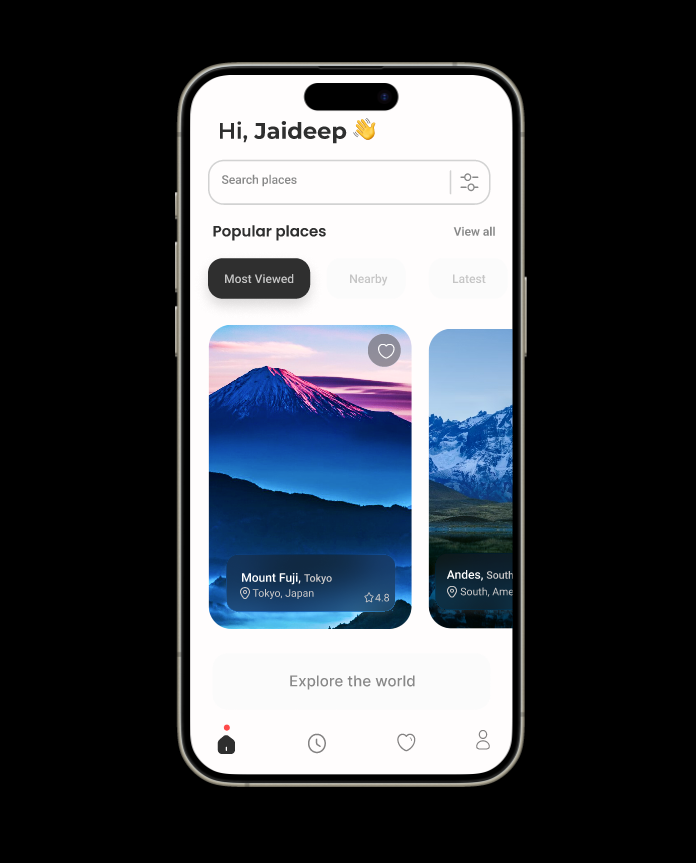 Hi, Jaideep 👋
Search places
Popular places View all
Most Viewed Nearby Latest
Mount Fuji, Tokyo
Tokyo, Japan
4.8
Andes, South
South, Ame
Explore the world